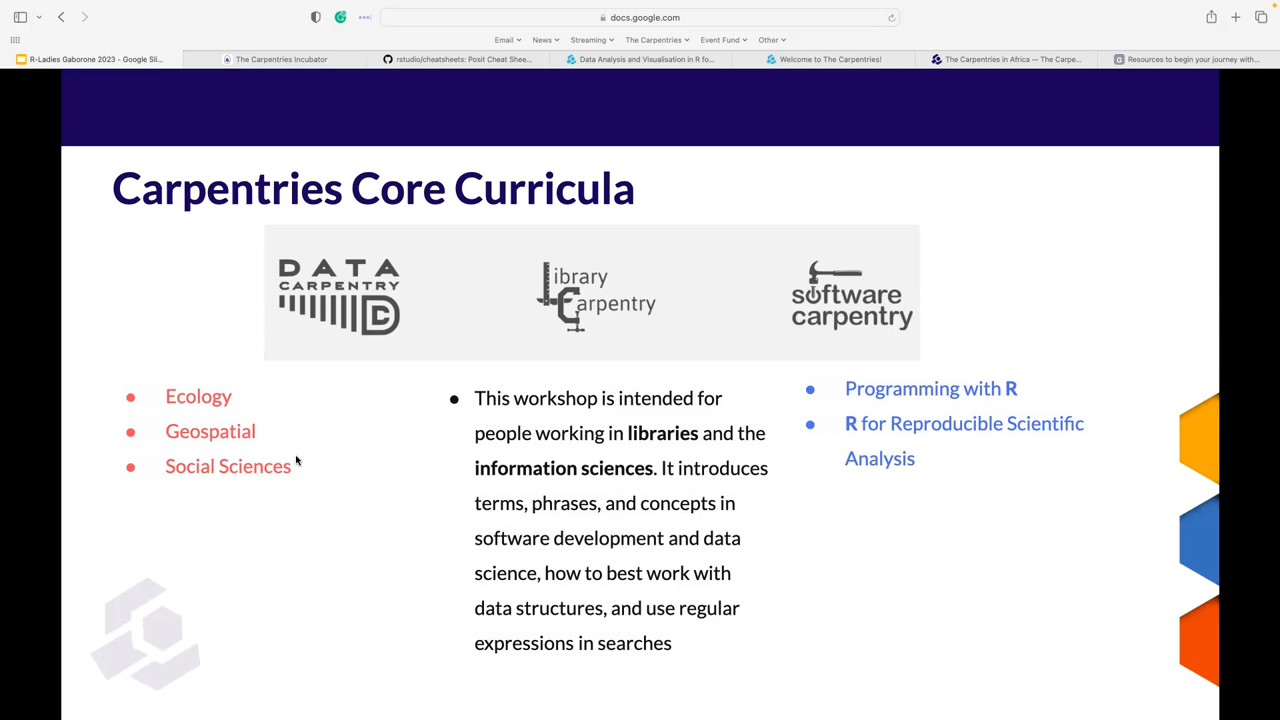 docs.google.com
Email
News
Streaming
The Carpentries
Event Fund
Other
R-Ladies Gaborone 2023 - Google Sli...
The Carpentries Incubator
rstudio/cheatsheets: Posit Cheat Shee...
Data Analysis and Visualisation in R fo...
Welcome to The Carpentries!
The Carpentries in Africa — The Carpe...
Resources to begin your journey with...
Carpentries Core Curricula
DATA
CARPENTRY
DC
library
Carpentry
software
carpentry
• Ecology
• Geospatial
• Social Sciences
• This workshop is intended for
people working in libraries and the
information sciences. It introduces
terms, phrases, and concepts in
software development and data
science, how to best work with
data structures, and use regular
expressions in searches
• Programming with R
• R for Reproducible Scientific
Analysis